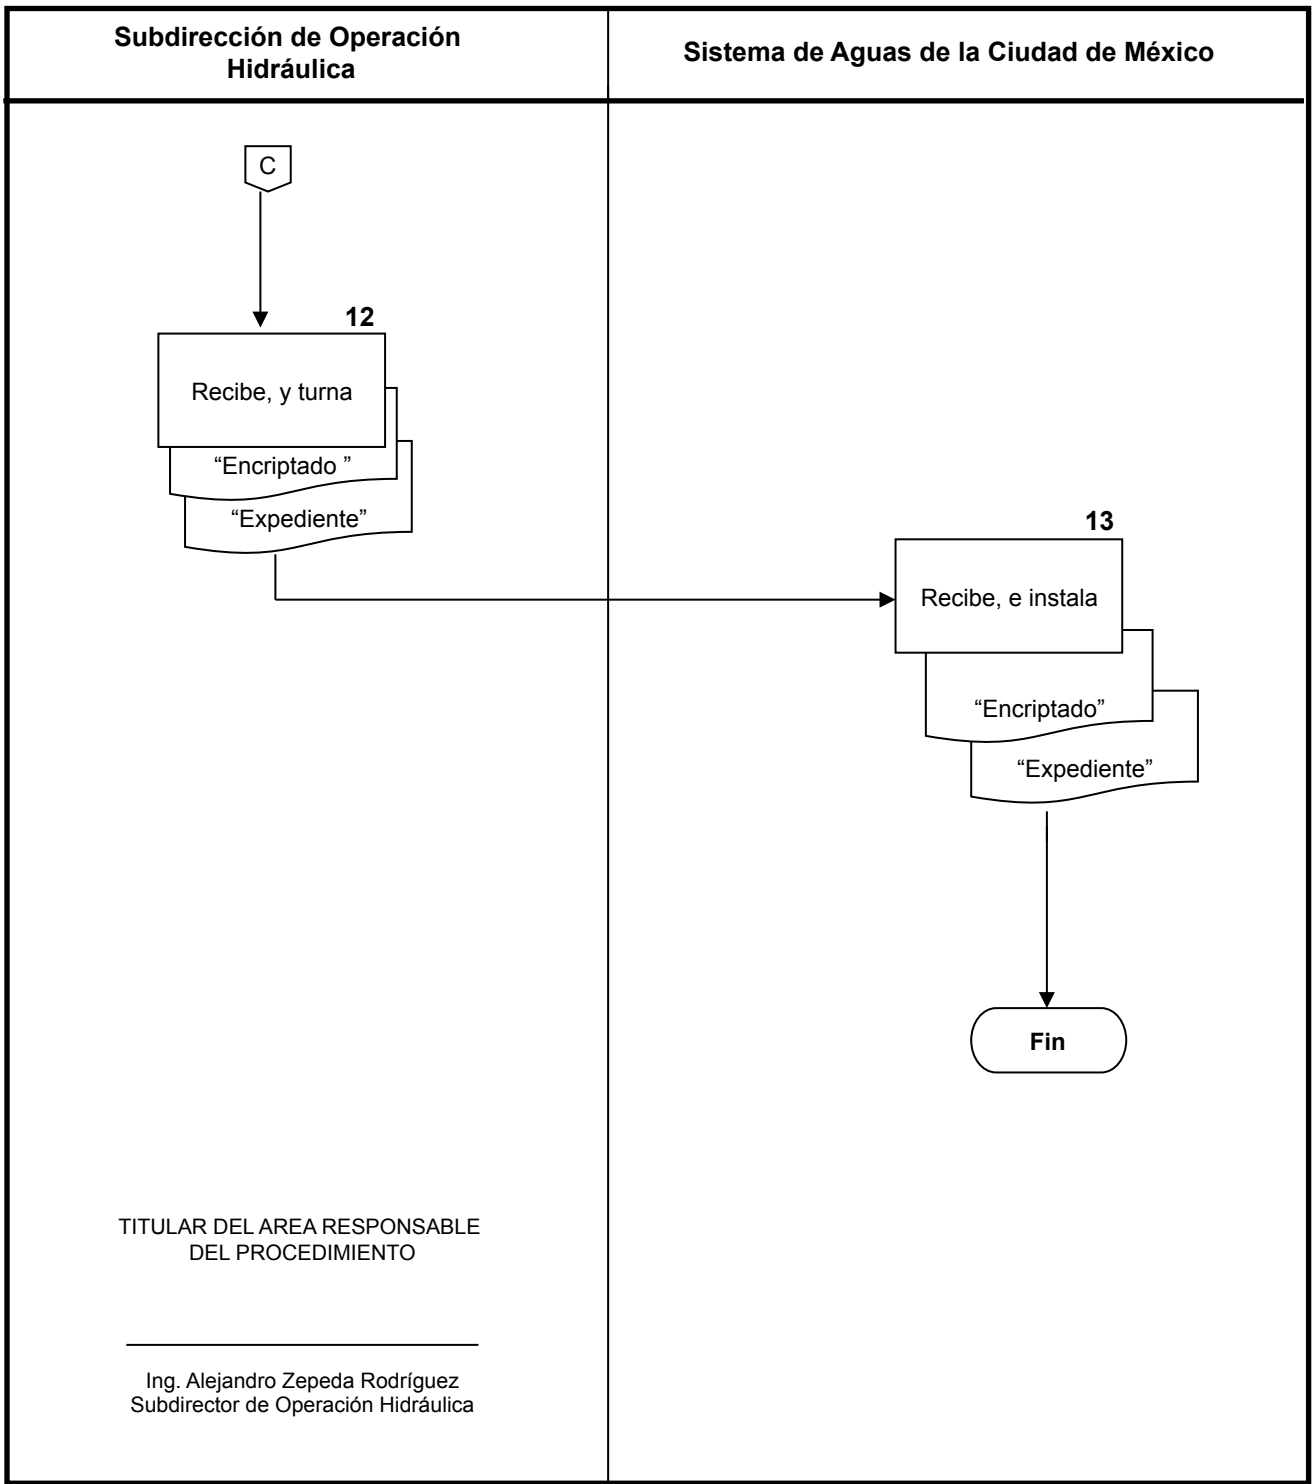 Subdirección de Operación
Hidráulica
Sistema de Aguas de la Ciudad de México
C
12
Recibe, y turna
“Encriptado ”
“Expediente”
13
Recibe, e instala
“Encriptado”
“Expediente”
Fin
TITULAR DEL AREA RESPONSABLE
DEL PROCEDIMIENTO
Ing. Alejandro Zepeda Rodríguez
Subdirector de Operación Hidráulica